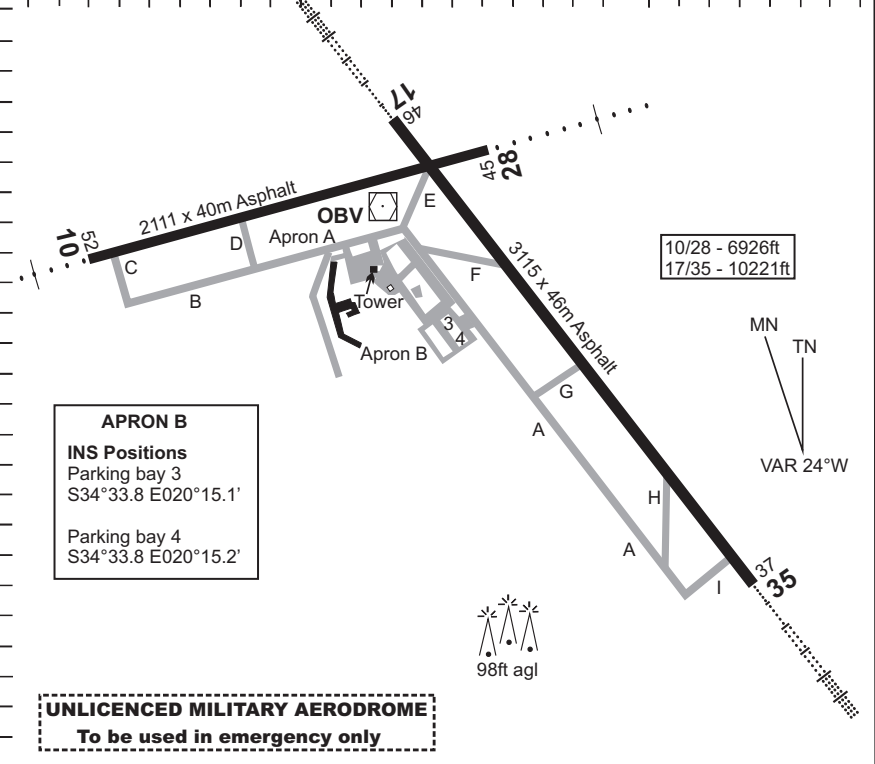 17
46
45
28
2111 x 40m Asphalt
OBV
E
10
52
D
Apron A
C
F
3115 x 46m Asphalt
10/28 - 6926ft
17/35 - 10221ft
B
Tower
3
4
MN
TN
Apron B
G
A
VAR 24°W
APRON B
INS Positions
Parking bay 3
S34°33.8 E020°15.1’
Parking bay 4
S34°33.8 E020°15.2’
H
A
I
37
35
98ft agl
UNLICENCED MILITARY AERODROME
To be used in emergency only